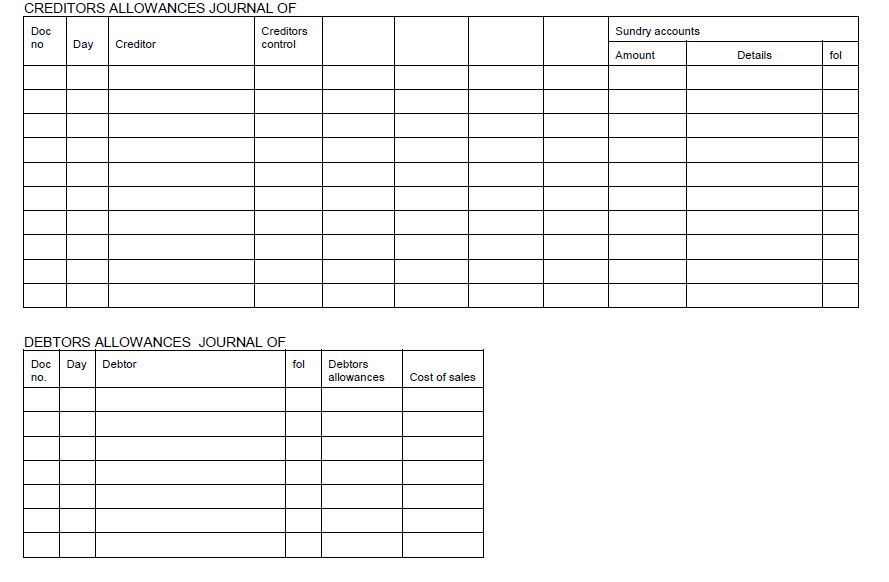 CREDITORS ALLOWANCES JOURNAL OF
Doc
no
Day
Creditor
Creditors
control
Sundry accounts
Amount
Details
fol
DEBTORS ALLOWANCES JOURNAL OF
Doc
no.
Day
Debtor
fol
Debtors
allowances
Cost of sales